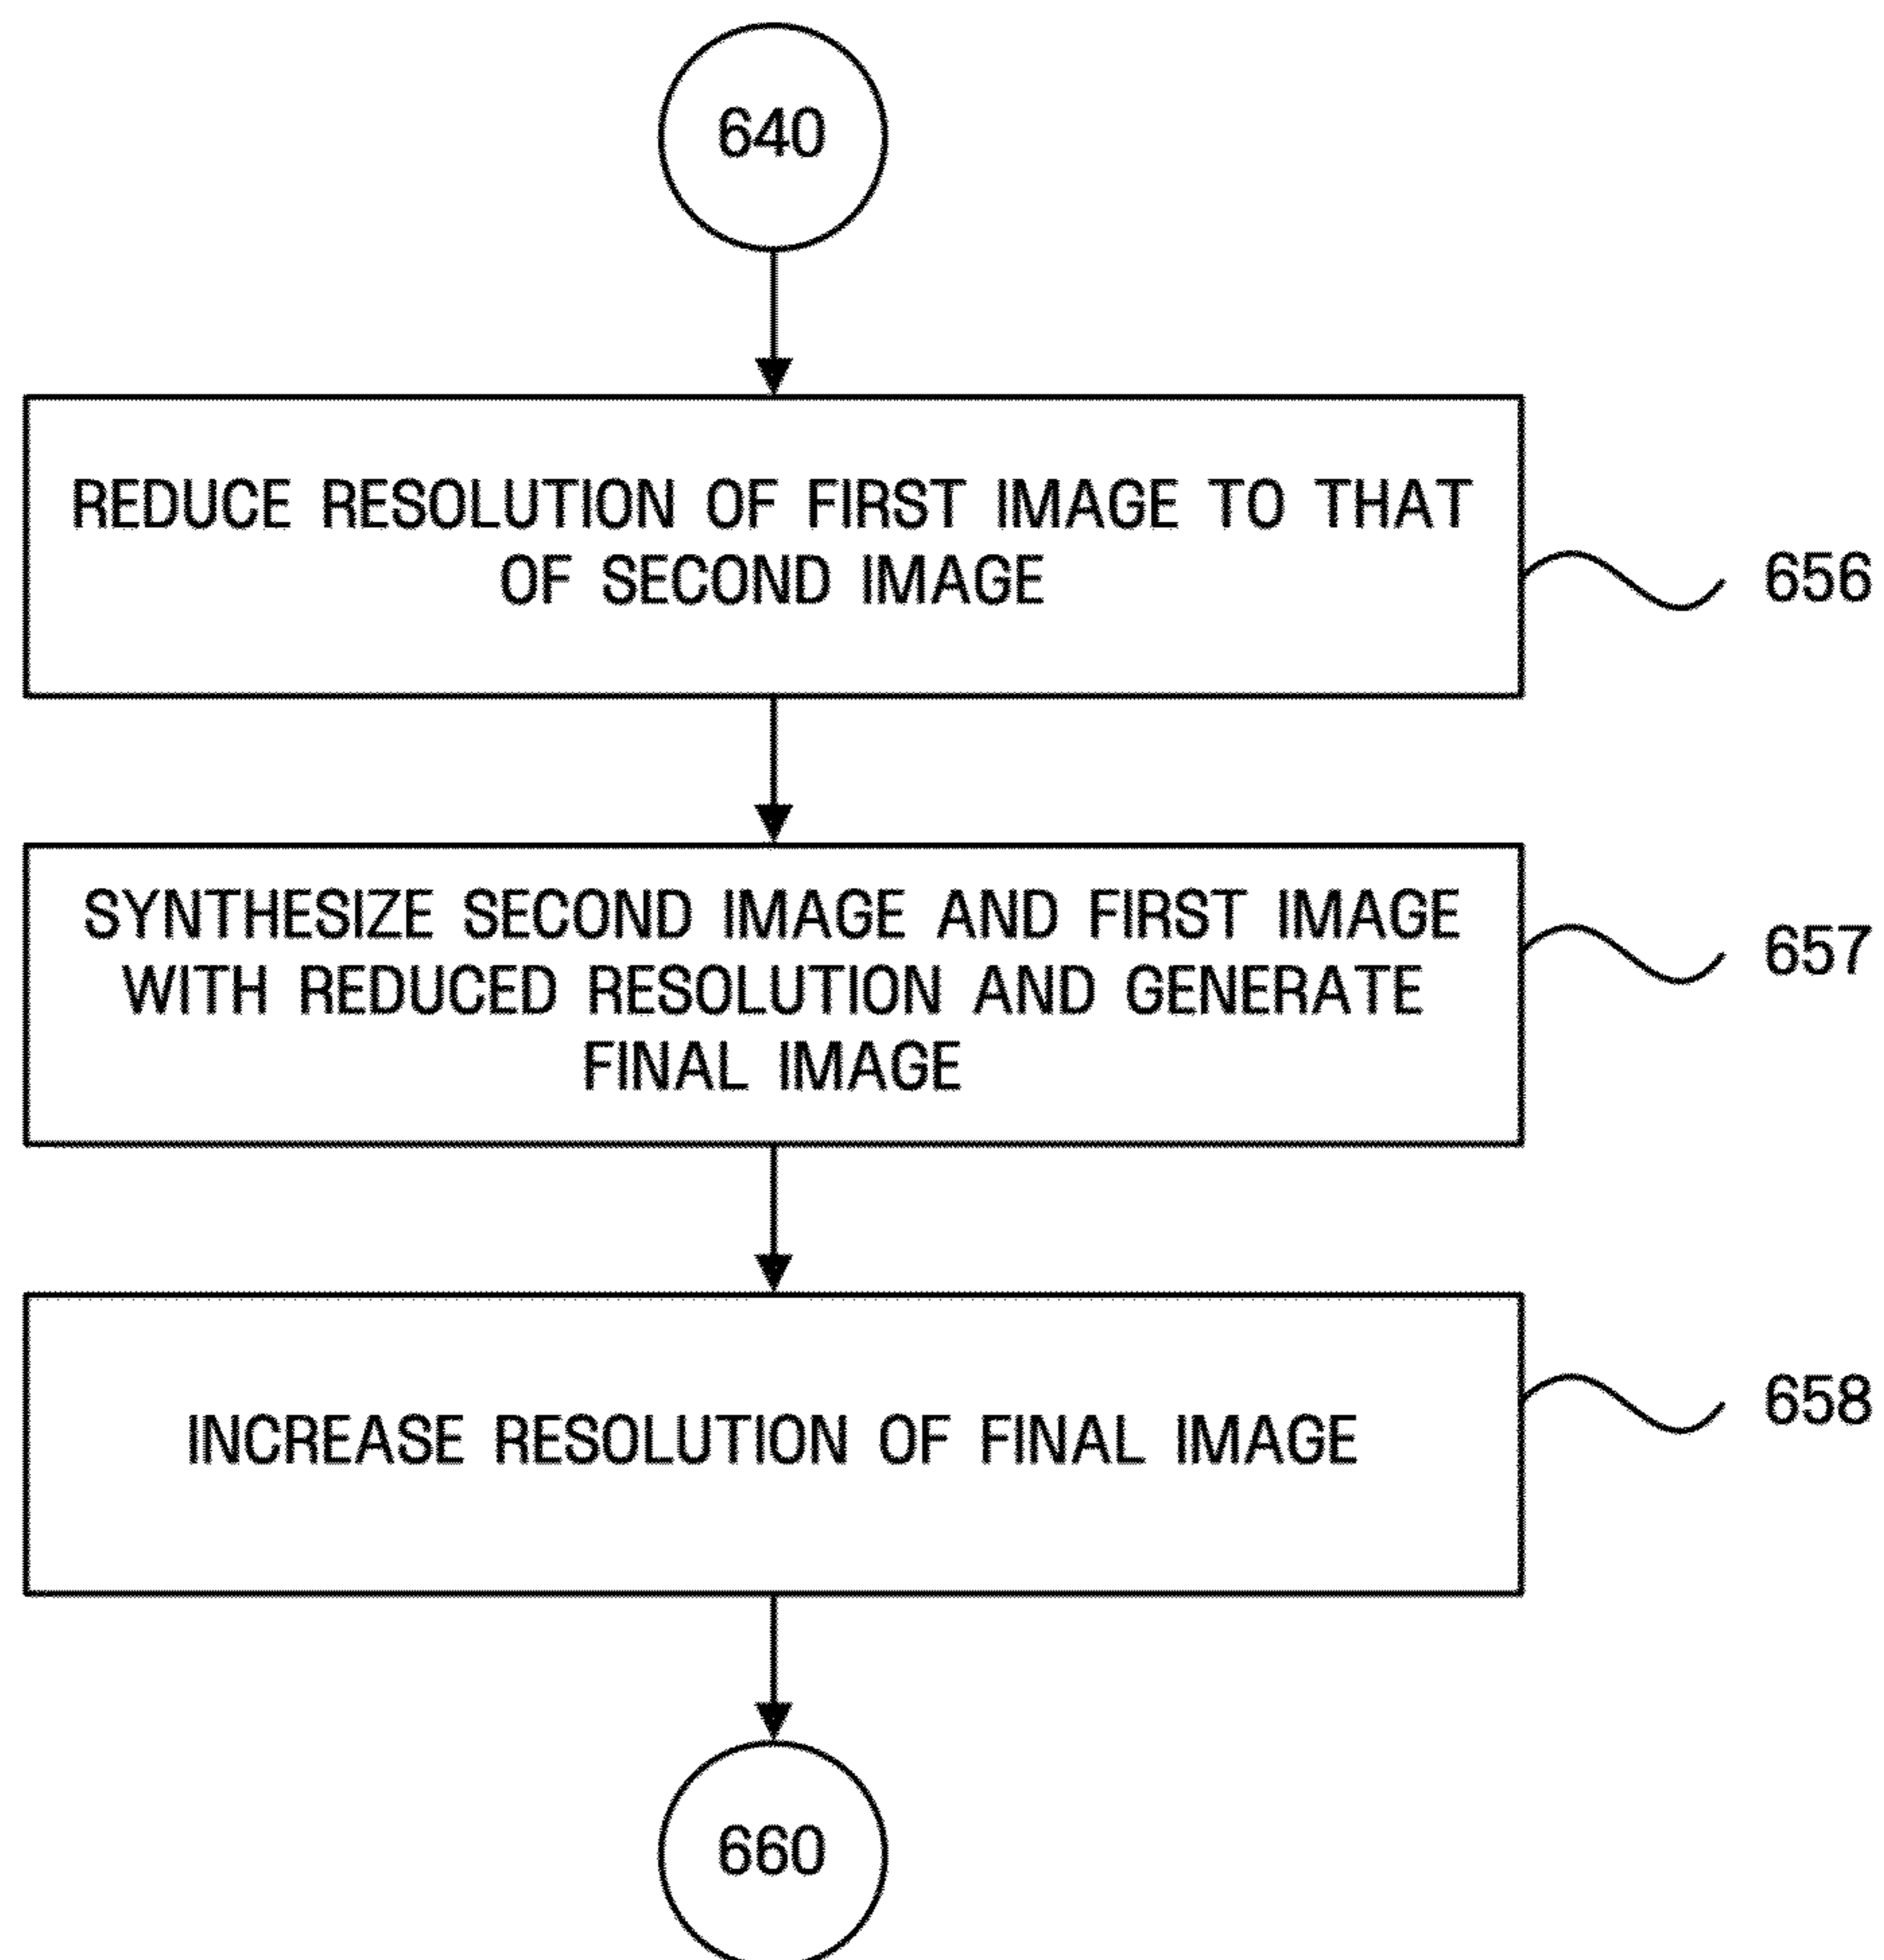 640
REDUCE RESOLUTION OF FIRST IMAGE TO THAT
OF SECOND IMAGE
656
SYNTHESIZE SECOND IMAGE AND FIRST IMAGE
WITH REDUCED RESOLUTION AND GENERATE
FINAL IMAGE
657
INCREASE RESOLUTION OF FINAL IMAGE
658
660